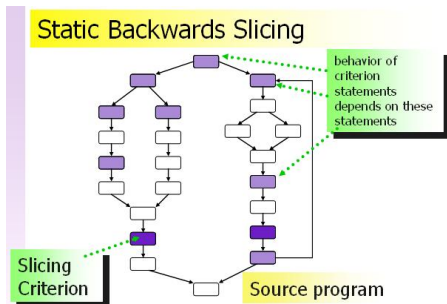 Static Backwards Slicing
behavior of
criterion
statements
depends on these
statements
Slicing
Criterion
Source program